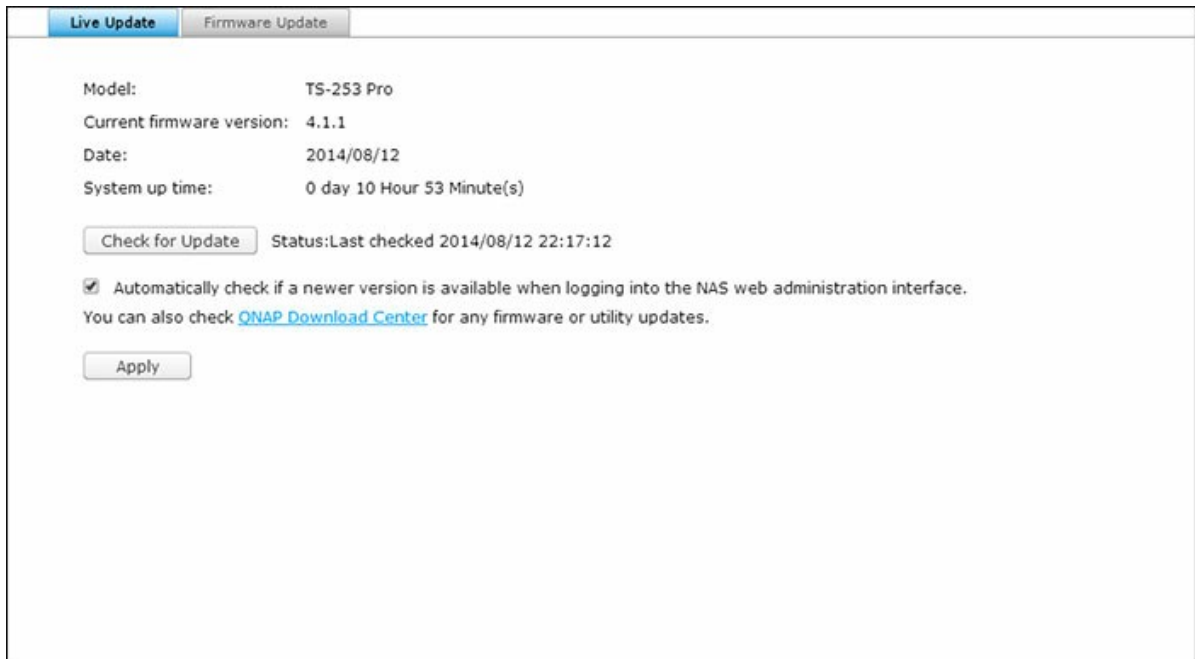 Live Update Firmware Update
Model: TS-253 Pro
Current firmware version: 4.1.1
Date: 2014/08/12
System up time: 0 day 10 Hour 53 Minute(s)
Check for Update Status:Last checked 2014/08/12 22:17:12
Automatically check if a newer version is available when logging into the NAS web administration interface.
You can also check QNAP Download Center for any firmware or utility updates.
Apply